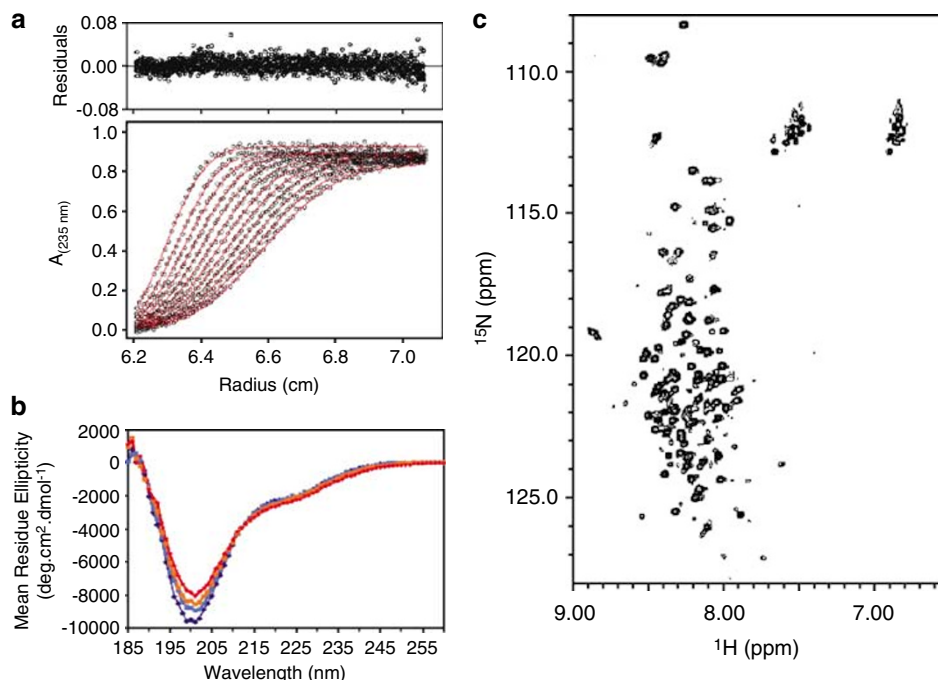 a
Residuals
0.08
0.00
-0.08
A(235 nm)
1.0
0.8
0.6
0.4
0.2
0.0
6.2 6.4 6.6 6.8 7.0
Radius (cm)
b
Mean Residue Ellipticity
(deg.cm².dmol⁻¹)
2000
0
-2000
-4000
-6000
-8000
-10000
185 195 205 215 225 235 245 255
Wavelength (nm)
c
¹⁵N (ppm)
110.0
115.0
120.0
125.0
9.00 8.00 7.00
¹H (ppm)